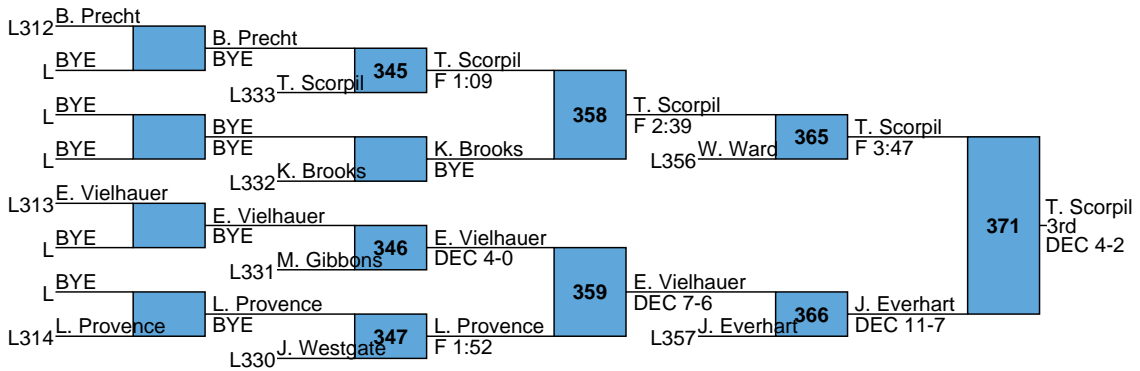 L312 B. Precht
L BYE
B. Precht
BYE
345
L333 T. Scorpil
T. Scorpil
F 1:09
L BYE
L BYE
BYE
BYE
L332 K. Brooks
K. Brooks
BYE
358
T. Scorpil
F 2:39
L313 E. Vielhauer
L BYE
E. Vielhauer
BYE
346
L331 M. Gibbons
E. Vielhauer
DEC 4-0
L BYE
L314 L. Provence
L. Provence
BYE
347
L330 J. Westgate
L. Provence
F 1:52
359
E. Vielhauer
DEC 7-6
L356 W. Ward
365
T. Scorpil
F 3:47
L357 J. Everhart
366
J. Everhart
DEC 11-7
371
T. Scorpil
3rd
DEC 4-2